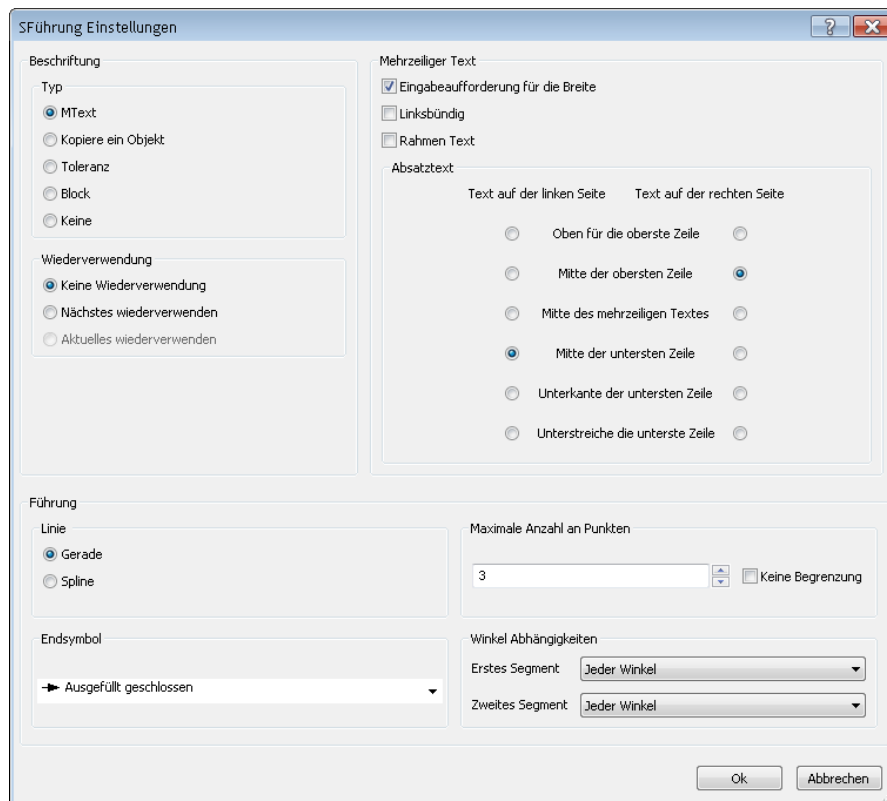 SFührung Einstellungen
Beschriftung
Typ
MText
Kopiere ein Objekt
Toleranz
Block
Keine
Wiederverwendung
Keine Wiederverwendung
Nächstes wiederverwenden
Aktuelles wiederverwenden
Mehrzeiliger Text
Eingabeaufforderung für die Breite
Linksbündig
Rahmen Text
Absatztext
Text auf der linken Seite Text auf der rechten Seite
Oben für die oberste Zeile
Mitte der obersten Zeile
Mitte des mehrzeiligen Textes
Mitte der untersten Zeile
Unterkante der untersten Zeile
Unterstreiche die unterste Zeile
Führung
Linie
Gerade
Spline
Maximale Anzahl an Punkten
3 Keine Begrenzung
Endsymbol
Ausgefüllt geschlossen
Winkel Abhängigkeiten
Erstes Segment Jeder Winkel
Zweites Segment Jeder Winkel
Ok Abbrechen